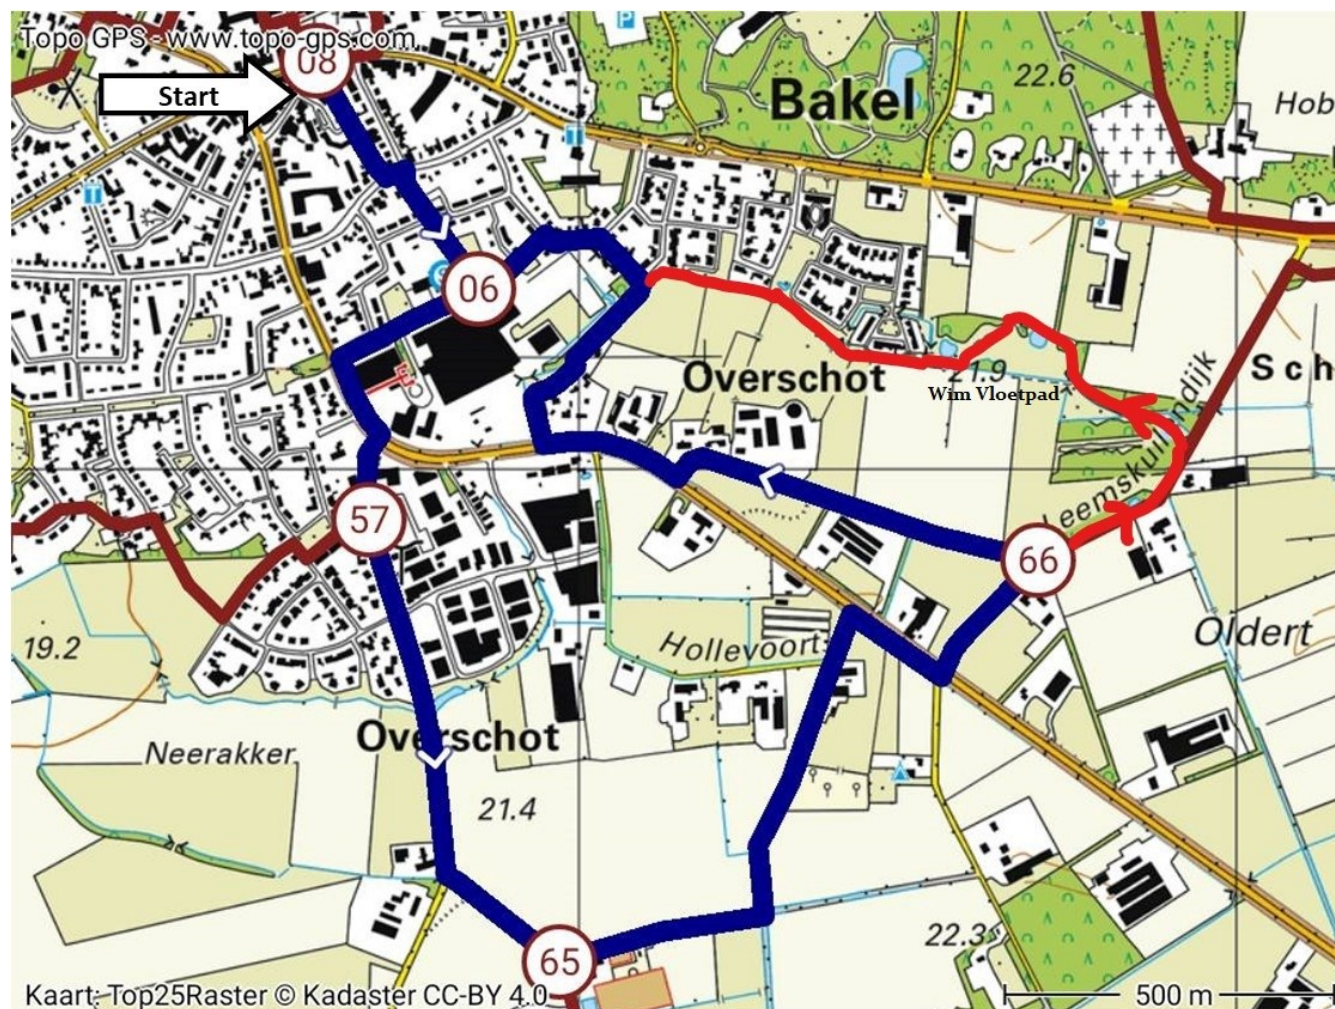 Topo GPS - www.topo-gps.com
08
Start
Bakel
22.6
Hob
06
Overschot
21.9
Wim Vloetpad
Sch
Leemskuilendijk
57
66
19.2
Hollevoort
Oldert
Neerakker
Overschot
21.4
22.3
65
Kaart: Top25Raster © Kadaster CC-BY 4.0
500 m